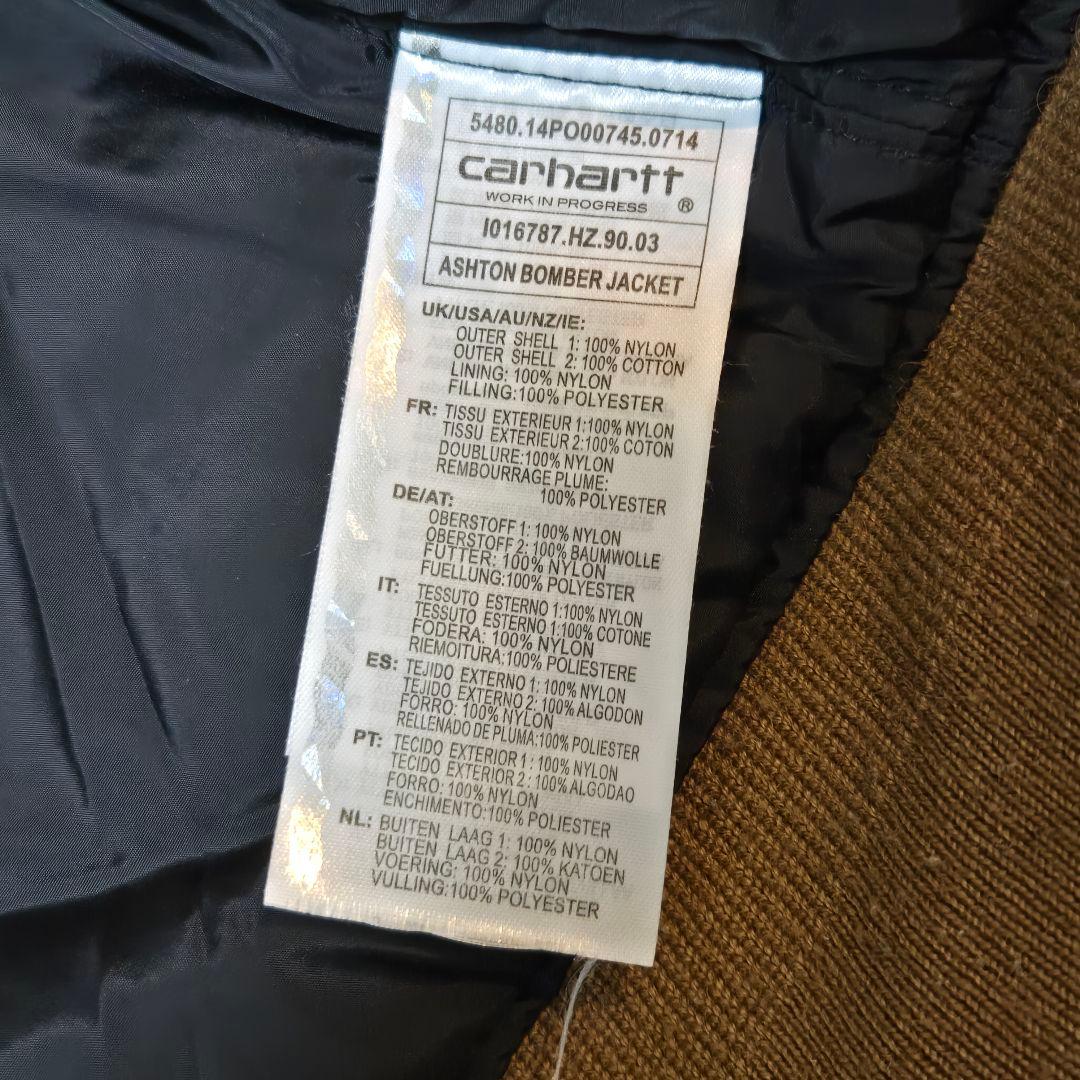 5480.14PO00745.0714
carhartt
WORK IN PROGRESS ®
I016787.HZ.90.03
ASHTON BOMBER JACKET
UK/USA/AU/NZ/IE:
OUTER SHELL 1: 100% NYLON
OUTER SHELL 2: 100% COTTON
LINING: 100% NYLON
FILLING:100% POLYESTER
FR: TISSU EXTERIEUR 1:100% NYLON
TISSU EXTERIEUR 2:100% COTON
DOUBLURE:100% NYLON
REMBOURRAGE PLUME:
100% POLYESTER
DE/AT:
OBERSTOFF 1: 100% NYLON
OBERSTOFF 2: 100% BAUMWOLLE
FUTTER: 100% NYLON
FUELLUNG:100% POLYESTER
IT: TESSUTO ESTERNO 1:100% NYLON
TESSUTO ESTERNO 1:100% COTONE
FODERA: 100% NYLON
RIEMOITURA:100% POLIESTERE
ES: TEJIDO EXTERNO 1: 100% NYLON
TEJIDO EXTERNO 2: 100% ALGODON
FORRO: 100% NYLON
RELLENADO DE PLUMA:100% POLIESTER
PT: TECIDO EXTERIOR 1 : 100% NYLON
TECIDO EXTERIOR 2 : 100% ALGODAO
FORRO: 100% NYLON
ENCHIMENTO:100% POLIESTER
NL: BUITEN LAAG 1: 100% NYLON
BUITEN LAAG 2: 100% KATOEN
VOERING: 100% NYLON
VULLING:100% POLYESTER